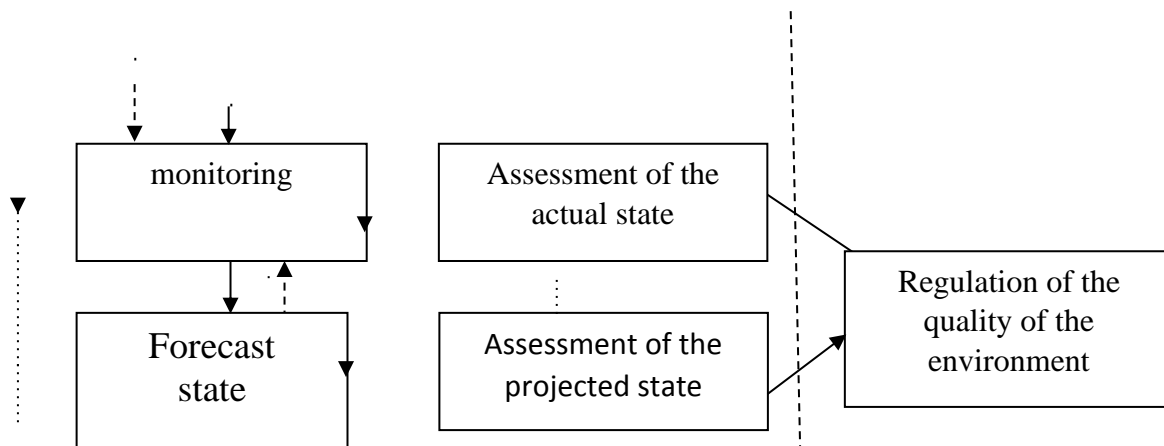 monitoring
Assessment of the
actual state
Regulation of the
quality of the
environment
Forecast
state
Assessment of the
projected state